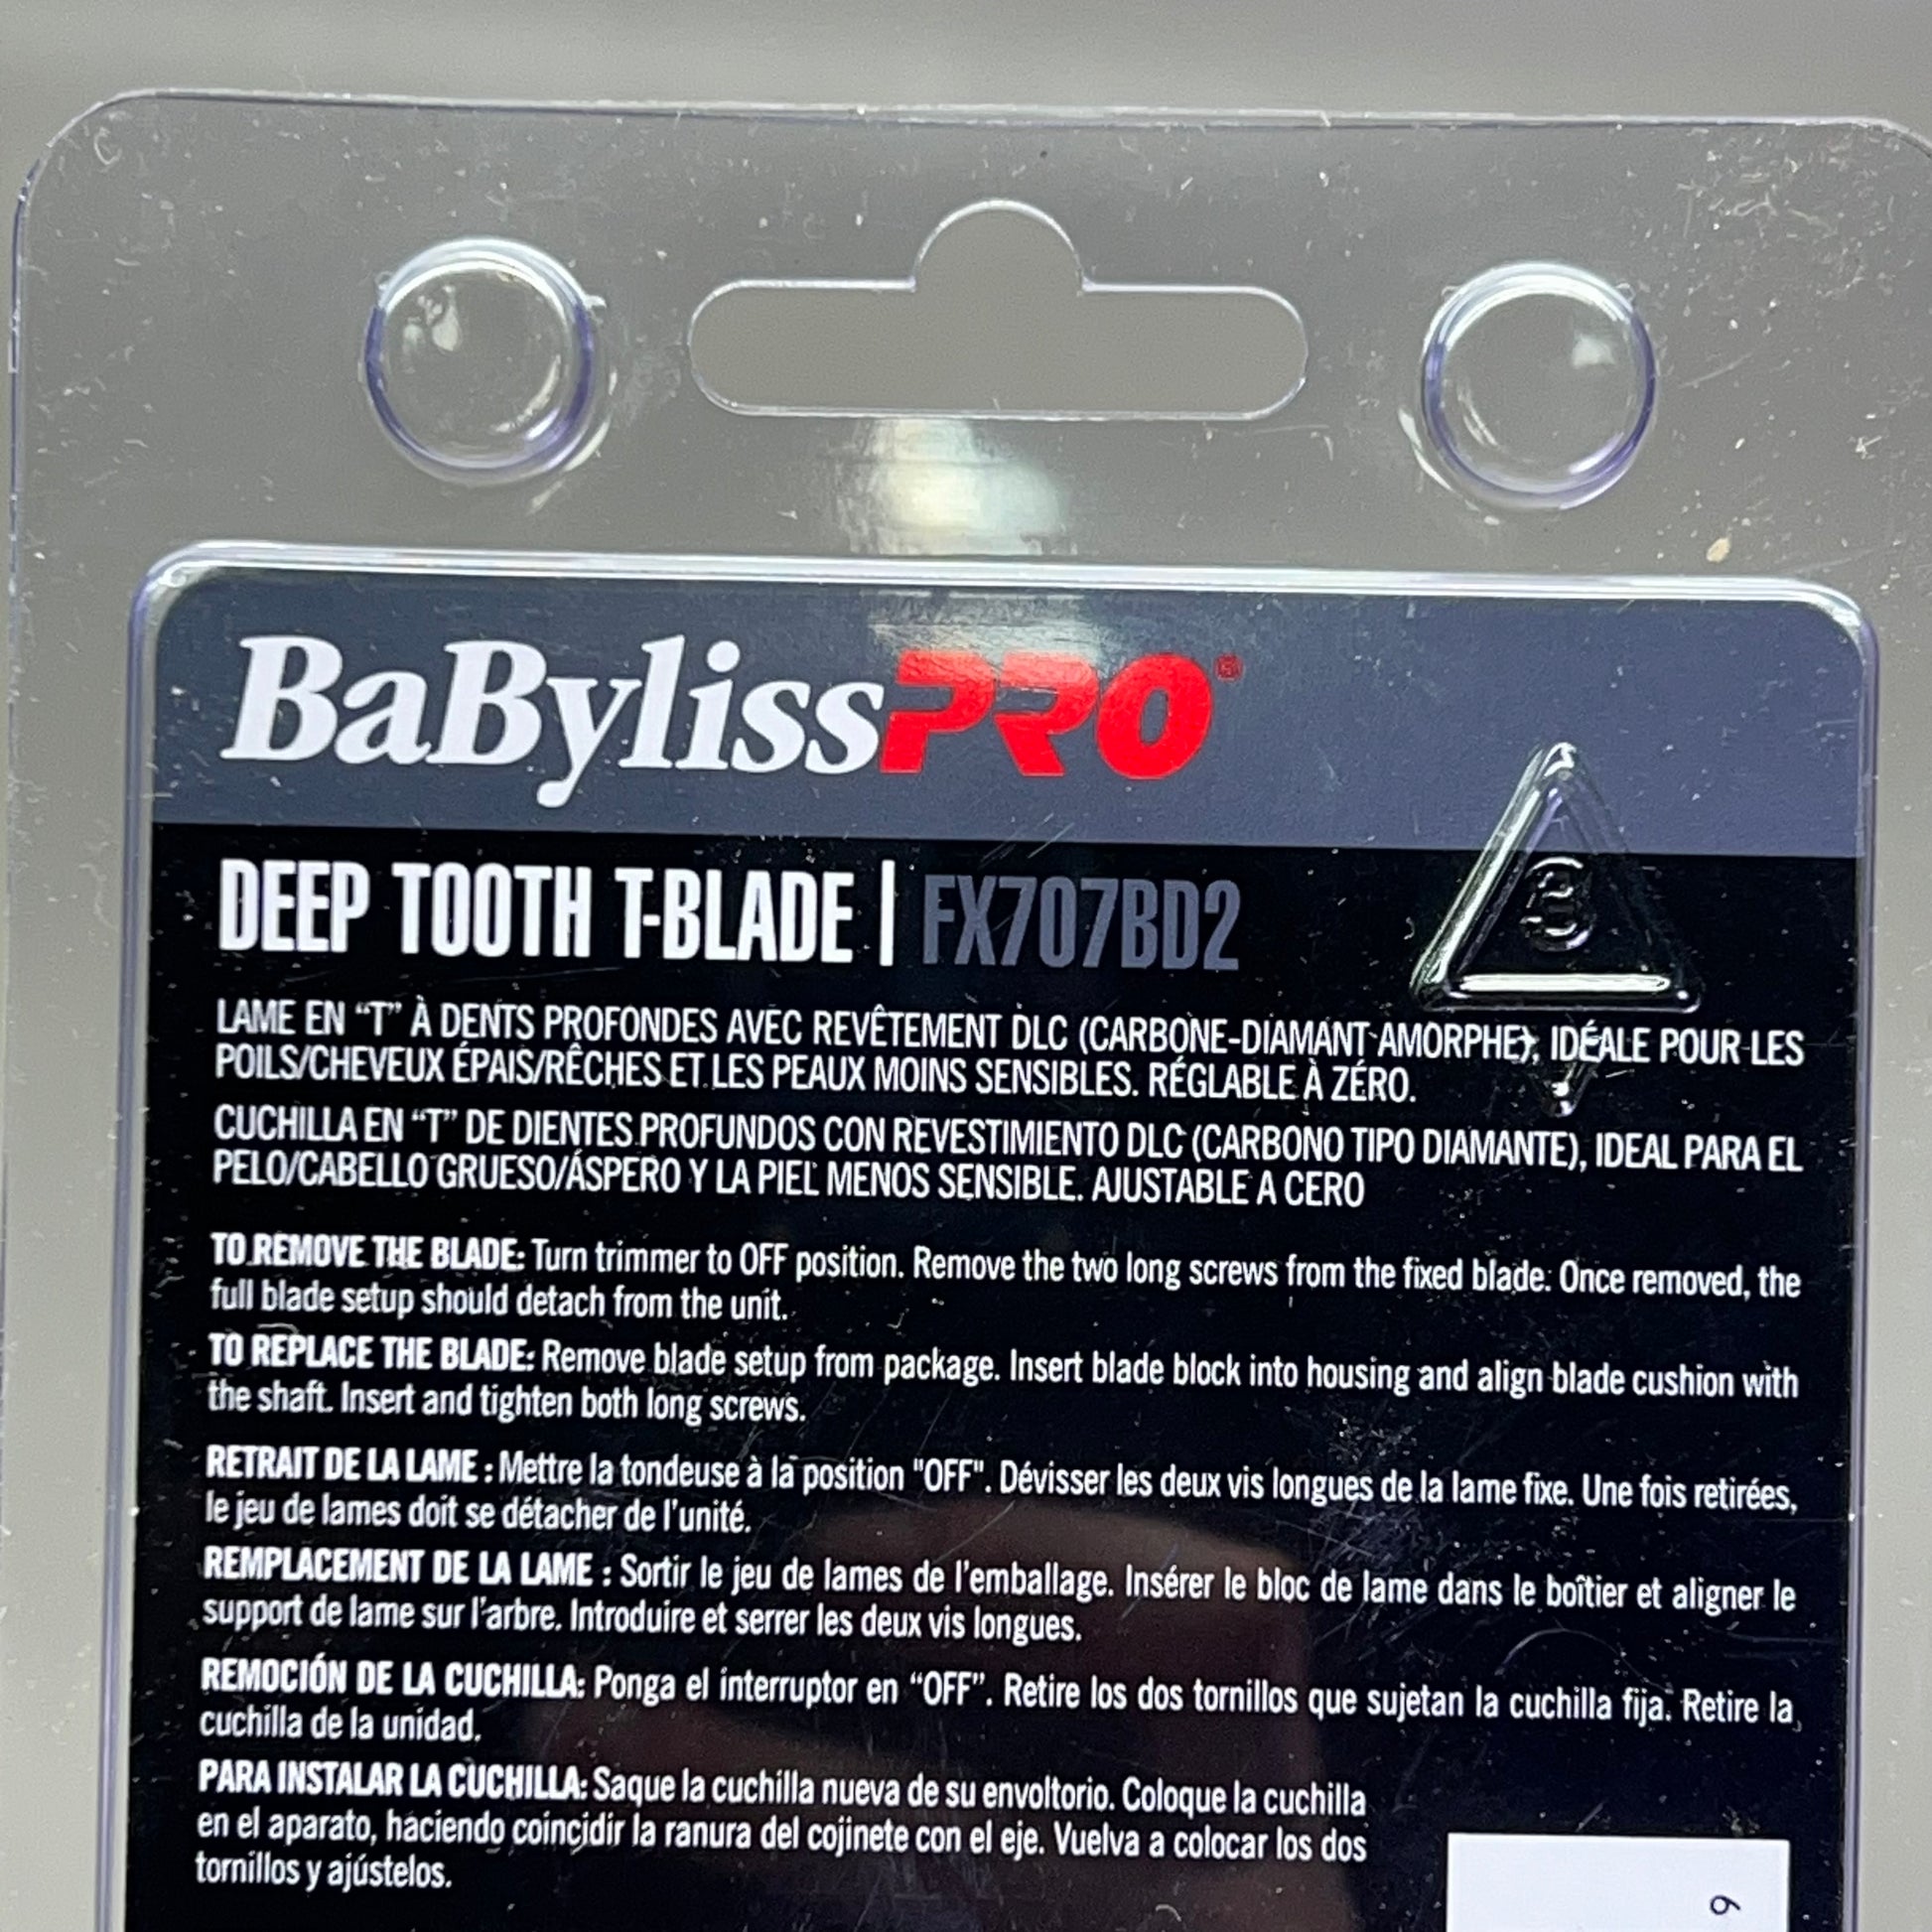 BaBylissPRO®
DEEP TOOTH T-BLADE | FX707BD2
3
LAME EN “T” À DENTS PROFONDES AVEC REVÊTEMENT DLC (CARBONE-DIAMANT AMORPHE), IDÉALE POUR LES
POILS/CHEVEUX ÉPAIS/RÊCHES ET LES PEAUX MOINS SENSIBLES. RÉGLABLE À ZÉRO.
CUCHILLA EN “T” DE DIENTES PROFUNDOS CON REVESTIMIENTO DLC (CARBONO TIPO DIAMANTE), IDEAL PARA EL
PELO/CABELLO GRUESO/ÁSPERO Y LA PIEL MENOS SENSIBLE. AJUSTABLE A CERO
TO REMOVE THE BLADE: Turn trimmer to OFF position. Remove the two long screws from the fixed blade. Once removed, the
full blade setup should detach from the unit.
TO REPLACE THE BLADE: Remove blade setup from package. Insert blade block into housing and align blade cushion with
the shaft. Insert and tighten both long screws.
RETRAIT DE LA LAME : Mettre la tondeuse à la position "OFF". Dévisser les deux vis longues de la lame fixe. Une fois retirées,
le jeu de lames doit se détacher de l'unité.
REMPLACEMENT DE LA LAME : Sortir le jeu de lames de l'emballage. Insérer le bloc de lame dans le boîtier et aligner le
support de lame sur l'arbre. Introduire et serrer les deux vis longues.
REMOCIÓN DE LA CUCHILLA: Ponga el interruptor en “OFF”. Retire los dos tornillos que sujetan la cuchilla fija. Retire la
cuchilla de la unidad.
PARA INSTALAR LA CUCHILLA: Saque la cuchilla nueva de su envoltorio. Coloque la cuchilla
en el aparato, haciendo coincidir la ranura del cojinete con el eje. Vuelva a colocar los dos
tornillos y ajústelos.
6